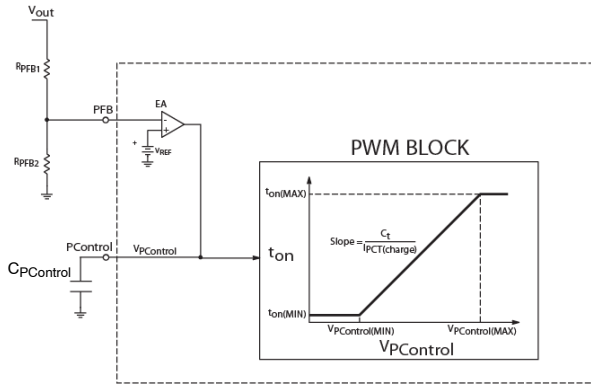 Vout
RPFB1
PFB
EA
-
+
+
VREF
RPFB2
PWM BLOCK
ton(MAX)
Slope = Ct / IPCT(charge)
PControl
VPControl
CPControl
ton
ton(MIN)
VPControl(MIN)
VPControl(MAX)
VPControl